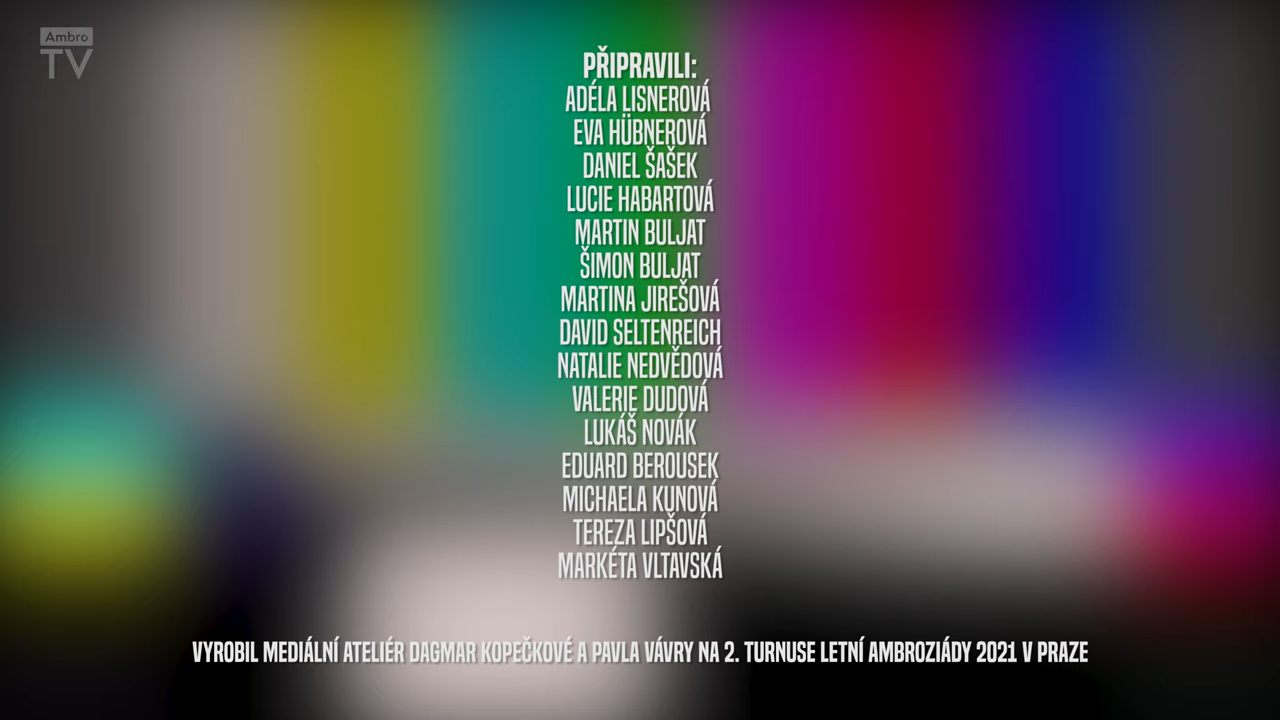 Ambro
TV
PŘIPRAVILI:
ADÉLA LISNEROVÁ
EVA HÜBNEROVÁ
DANIEL ŠAŠEK
LUCIE HABARTOVÁ
MARTIN BULJAT
ŠIMON BULJAT
MARTINA JIREŠOVÁ
DAVID SELTENREICH
NATALIE NEDVĚDOVÁ
VALERIE DUDOVÁ
LUKÁŠ NOVÁK
EDUARD BEROUSEK
MICHAELA KUNOVÁ
TEREZA LIPŠOVÁ
MARKÉTA VLTAVSKÁ
VYROBIL MEDIÁLNÍ ATELIÉR DAGMAR KOPEČKOVÉ A PAVLA VÁVRY NA 2. TURNUSE LETNÍ AMBROZIÁDY 2021 V PRAZE